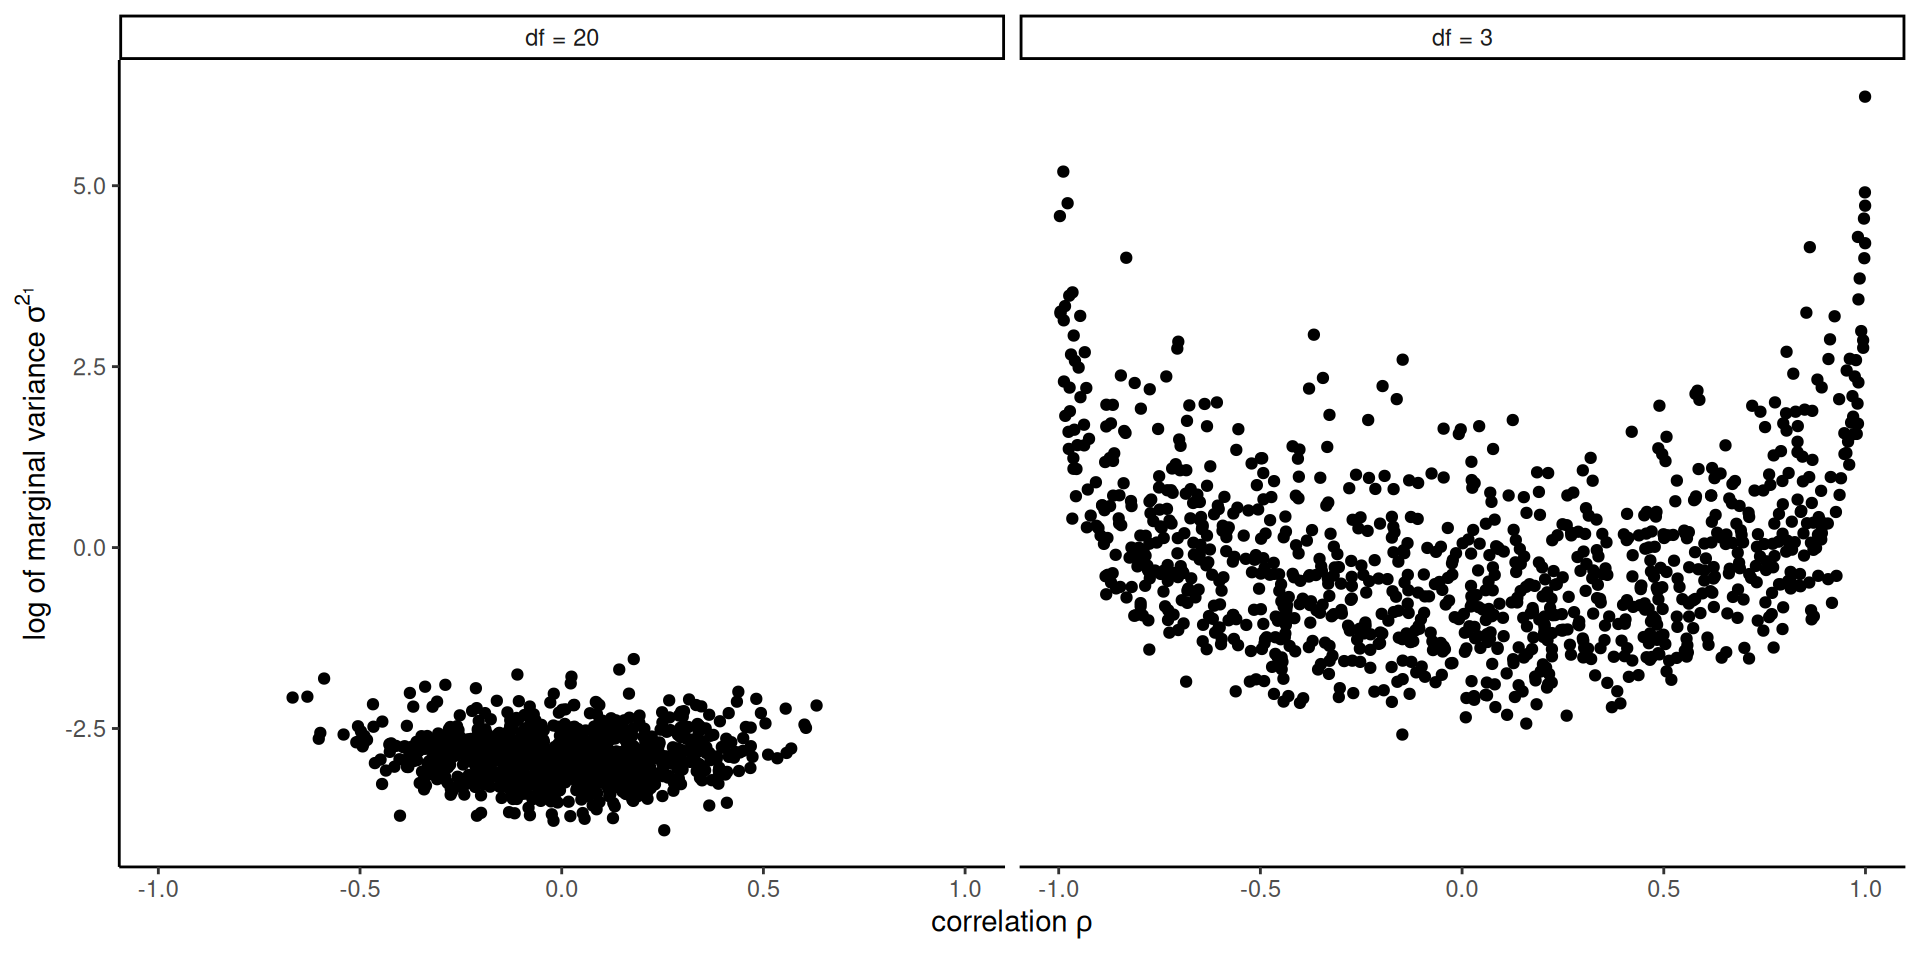 df = 20
df = 3
log of marginal variance σ²₁
5.0
2.5
0.0
-2.5
-1.0 -0.5 0.0 0.5 1.0
-1.0 -0.5 0.0 0.5 1.0
correlation ρ